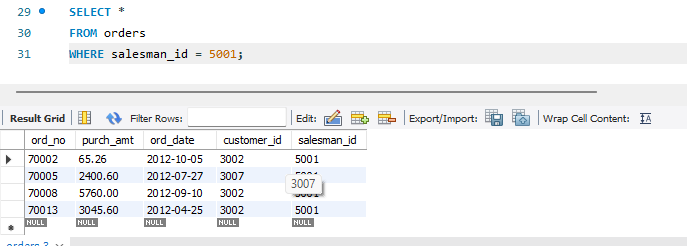 29 SELECT *
30 FROM orders
31 WHERE salesman_id = 5001;
Result Grid Filter Rows: Edit: Export/Import: Wrap Cell Content:
ord_no purch_amt ord_date customer_id salesman_id
70002 65.26 2012-10-05 3002 5001
70005 2400.60 2012-07-27 3007 5001
3007
70008 5760.00 2012-09-10 3002 5001
70013 3045.60 2012-04-25 3002 5001
NULL NULL NULL NULL NULL
orders 3